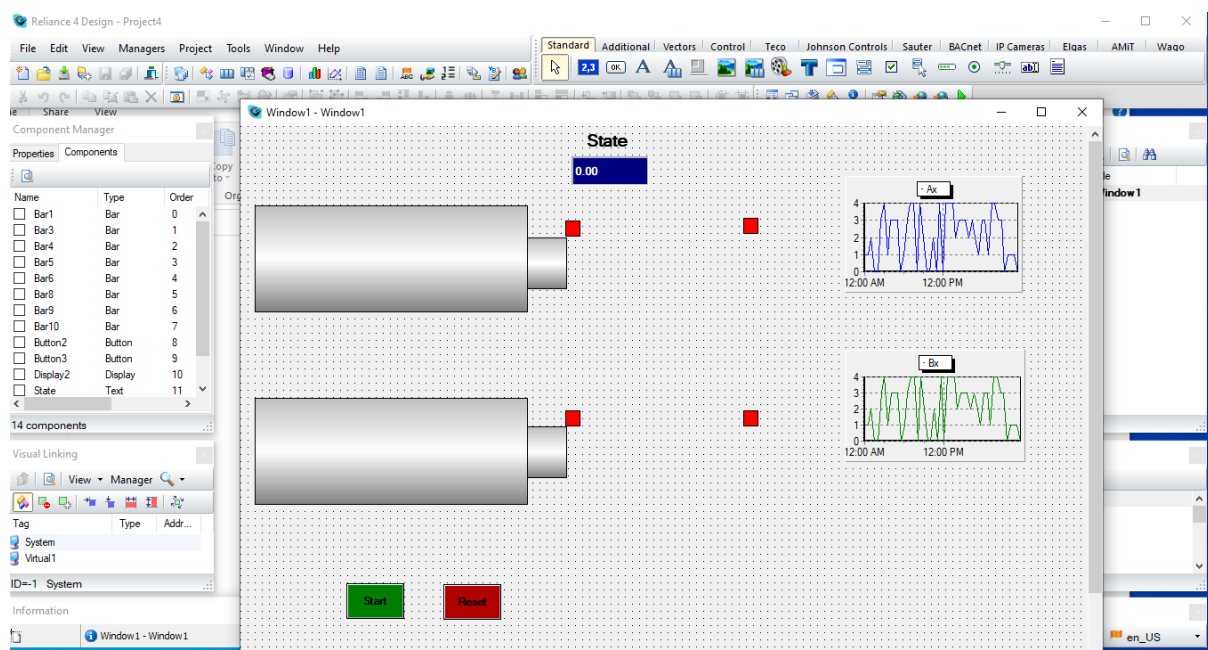 Reliance 4 Design - Project4
File Edit View Managers Project Tools Window Help
Standard Additional Vectors Control Teco Johnson Controls Sauter BACnet IP Cameras Elgas AMiT Wago
2,3 OK A ab
ABC
Share View
Window1 - Window1
Component Manager
Properties Components
Name Type Order
Bar1 Bar 0
Bar3 Bar 1
Bar4 Bar 2
Bar5 Bar 3
Bar6 Bar 4
Bar8 Bar 5
Bar9 Bar 6
Bar10 Bar 7
Button2 Button 8
Button3 Button 9
Display2 Display 10
State Text 11
14 components
Visual Linking
View Manager
Tag Type Addr...
System
Virtual1
ID=-1 System
Information
Window1 - Window1
State
0.00
Ax
4
3
2
1
0
12:00 AM 12:00 PM
Bx
4
3
2
1
0
12:00 AM 12:00 PM
Start Reset
en_US